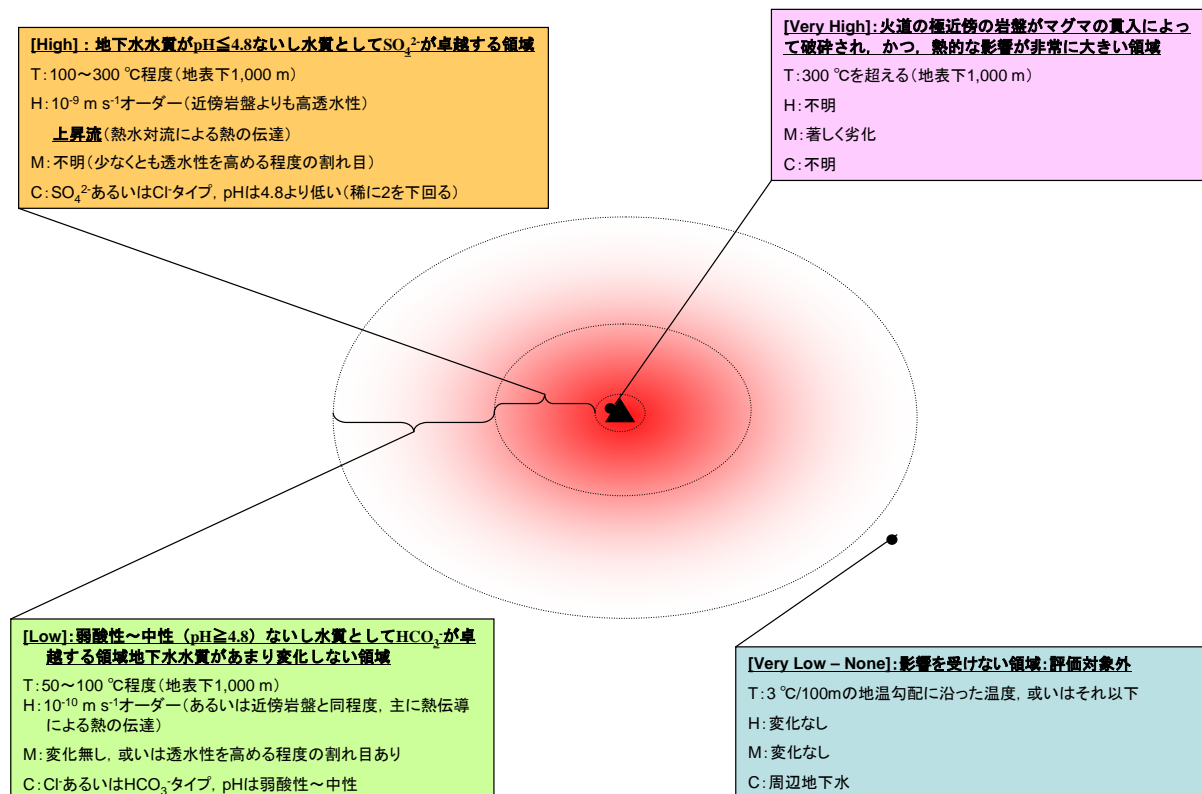 [High]：地下水水質がpH≦4.8ないし水質としてSO₄²⁻が卓越する領域
T：100～300 ℃程度（地表下1,000 m）
H：10⁻⁹ m s⁻¹オーダー（近傍岩盤よりも高透水性）
上昇流（熱水対流による熱の伝達）
M：不明（少なくとも透水性を高める程度の割れ目）
C：SO₄²⁻あるいはCl⁻タイプ，pHは4.8より低い（稀に2を下回る）
[Very High]：火道の極近傍の岩盤がマグマの貫入によっ
て破砕され，かつ，熱的な影響が非常に大きい領域
T：300 ℃を超える（地表下1,000 m）
H：不明
M：著しく劣化
C：不明
[Low]：弱酸性～中性（pH≧4.8）ないし水質としてHCO₃⁻が卓
越する領域地下水水質があまり変化しない領域
T：50～100 ℃程度（地表下1,000 m）
H：10⁻¹⁰ m s⁻¹オーダー（あるいは近傍岩盤と同程度，主に熱伝導
による熱の伝達）
M：変化無し，或いは透水性を高める程度の割れ目あり
C：Cl⁻あるいはHCO₃⁻タイプ，pHは弱酸性～中性
[Very Low – None]：影響を受けない領域：評価対象外
T：3 ℃/100mの地温勾配に沿った温度，或いはそれ以下
H：変化なし
M：変化なし
C：周辺地下水